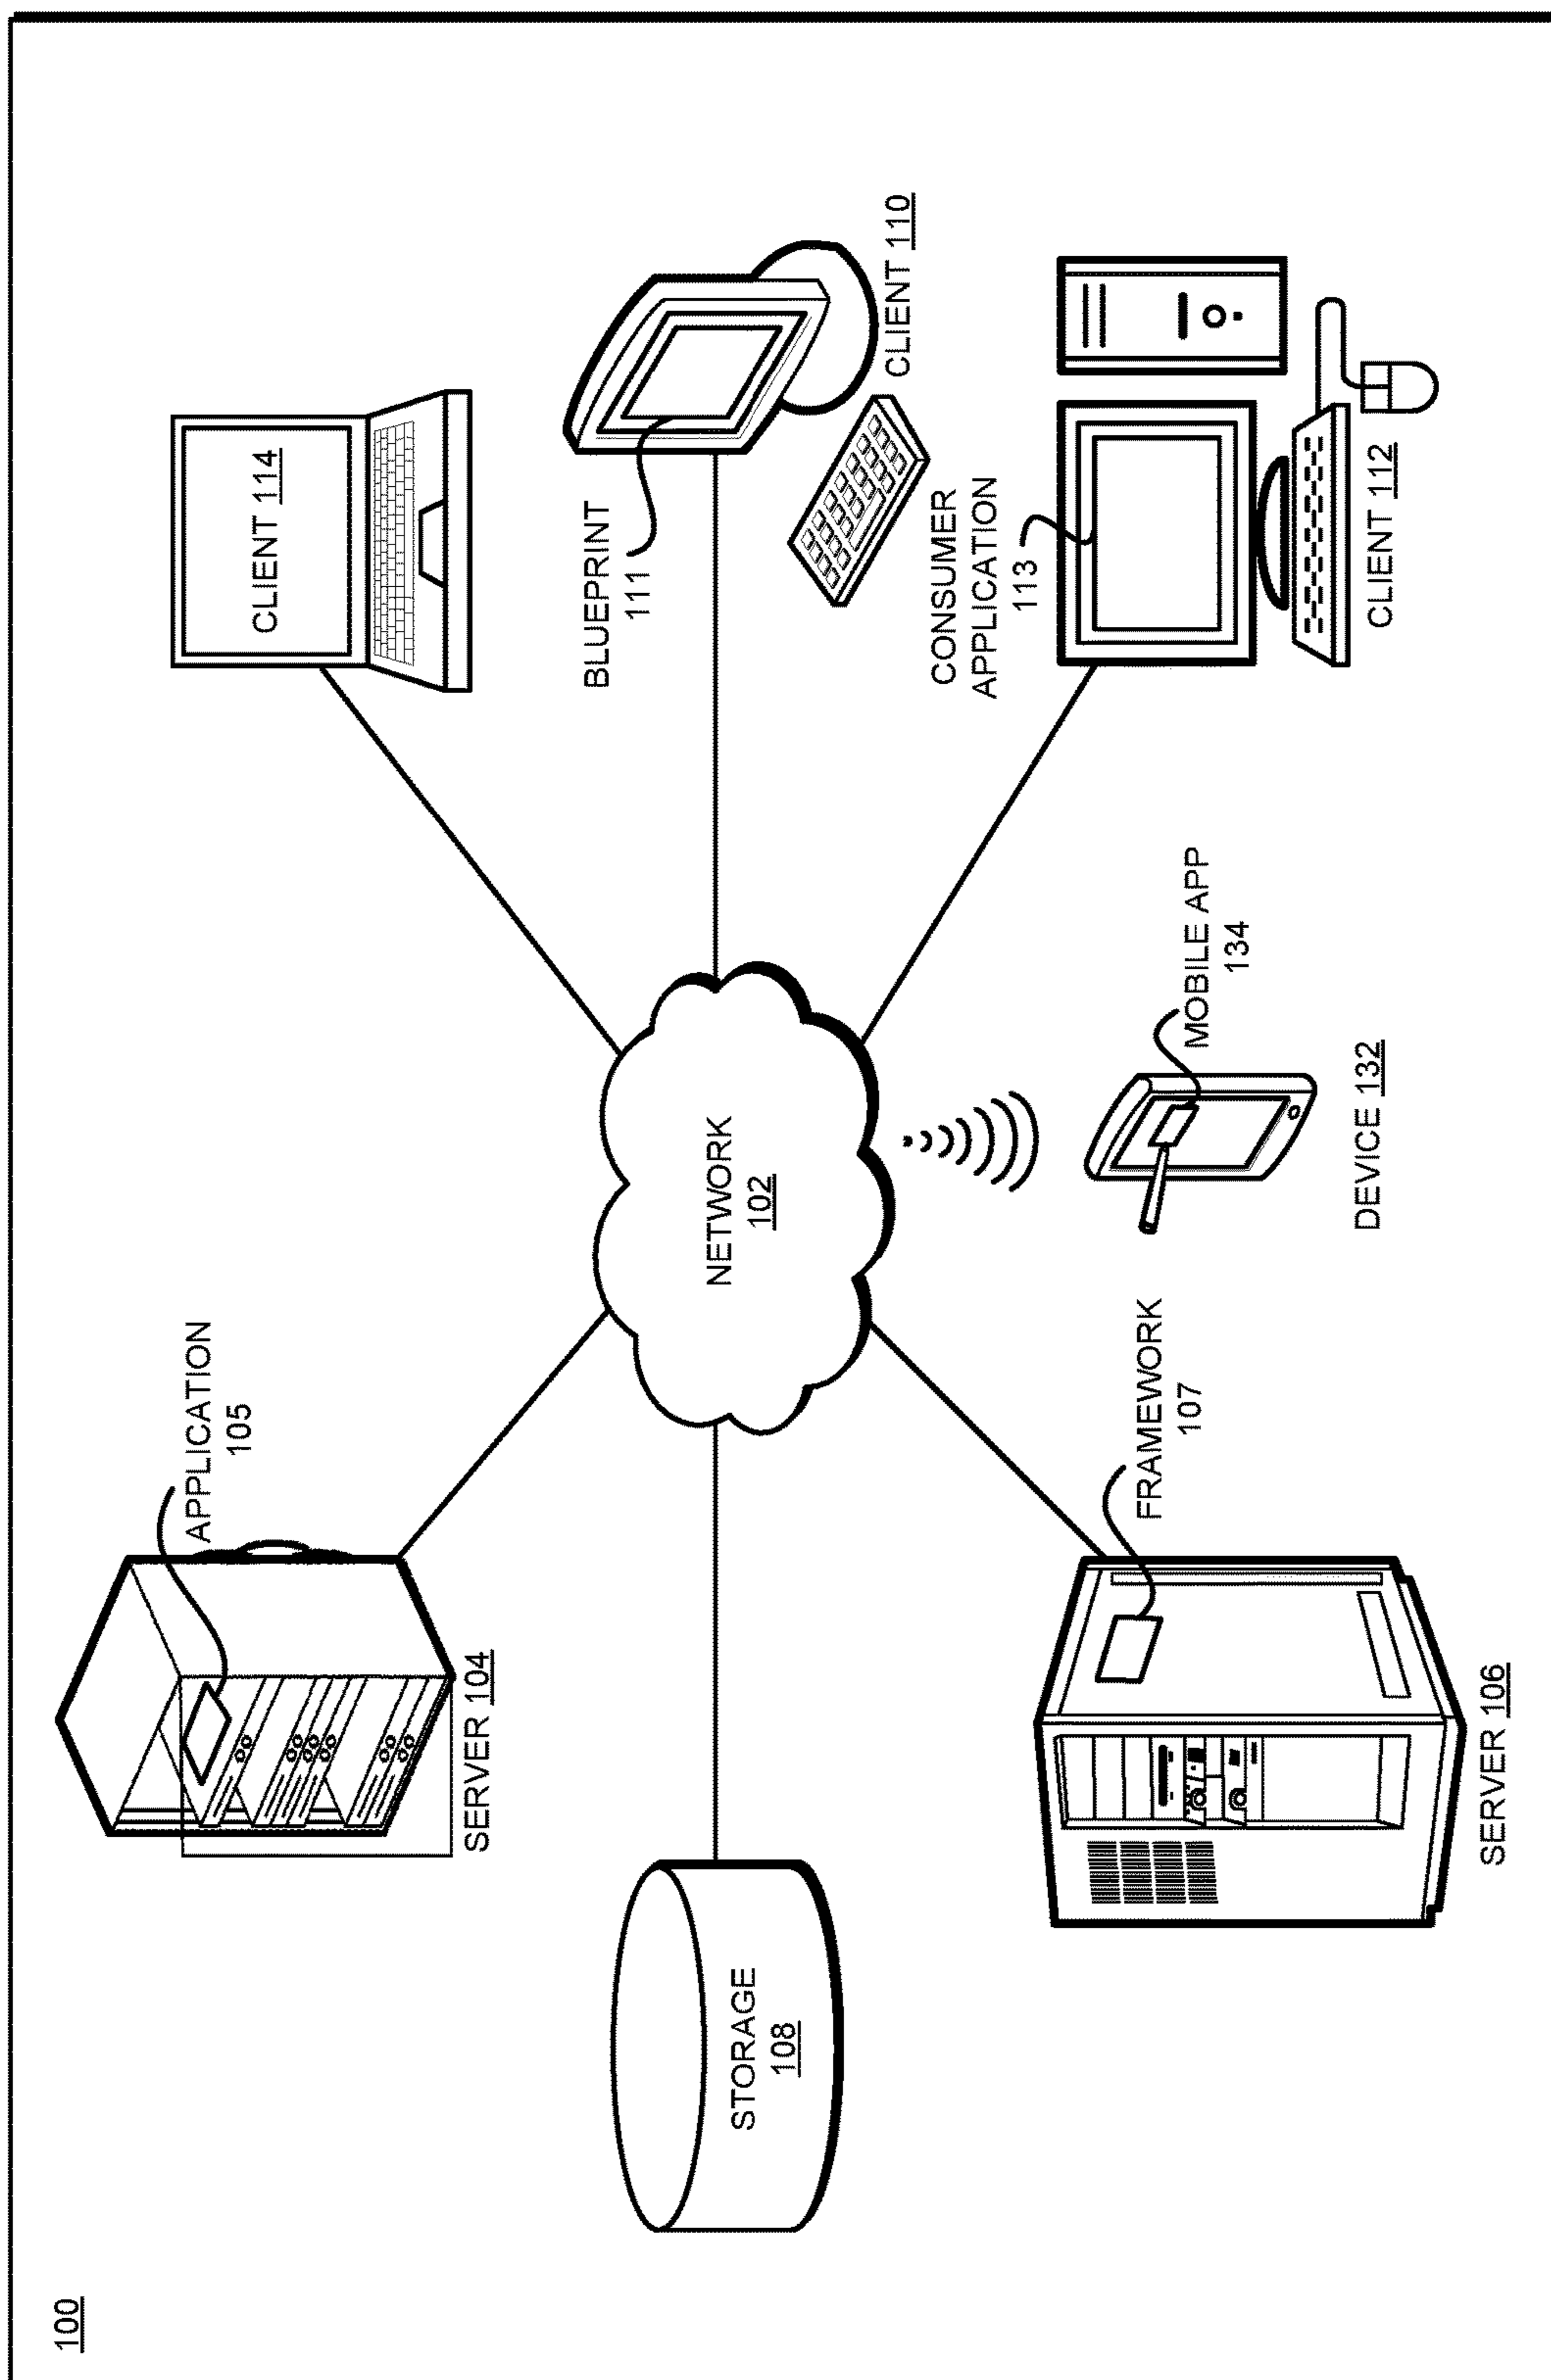 100
SERVER 104
APPLICATION
105
CLIENT 114
STORAGE
108
NETWORK
102
BLUEPRINT
111
CLIENT 110
CONSUMER
APPLICATION
113
FRAMEWORK
107
MOBILE APP
134
SERVER 106
DEVICE 132
CLIENT 112